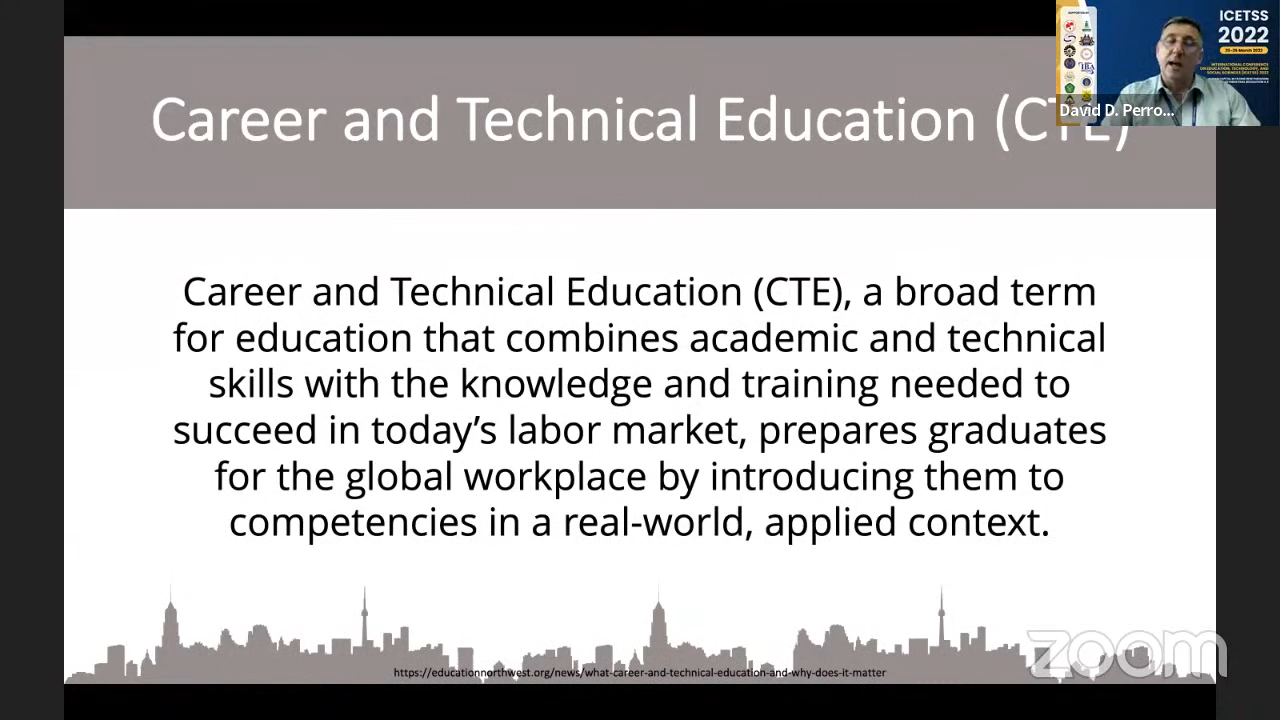 Career and Technical Education (CTE)
ICETSS
2022
David D. Perro...
Career and Technical Education (CTE), a broad term
for education that combines academic and technical
skills with the knowledge and training needed to
succeed in today's labor market, prepares graduates
for the global workplace by introducing them to
competencies in a real-world, applied context.
https://educationnorthwest.org/news/what-career-and-technical-education-and-why-does-it-matter
zoom